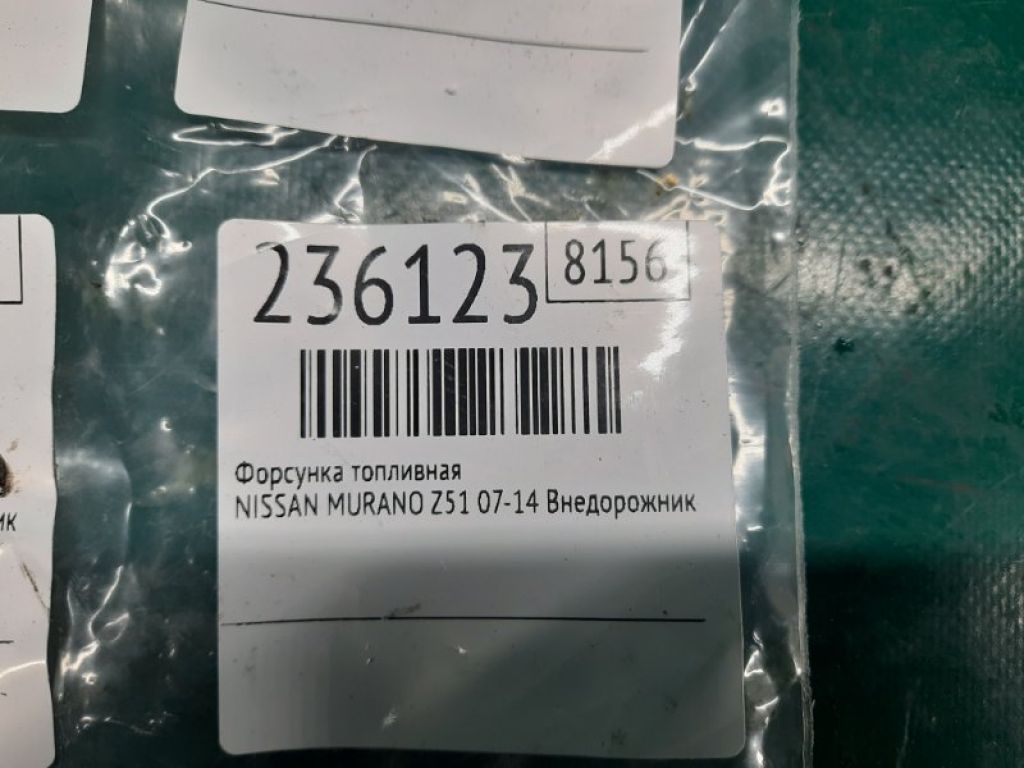 236123 8156
Форсунка топливная
NISSAN MURANO Z51 07-14 Внедорожник